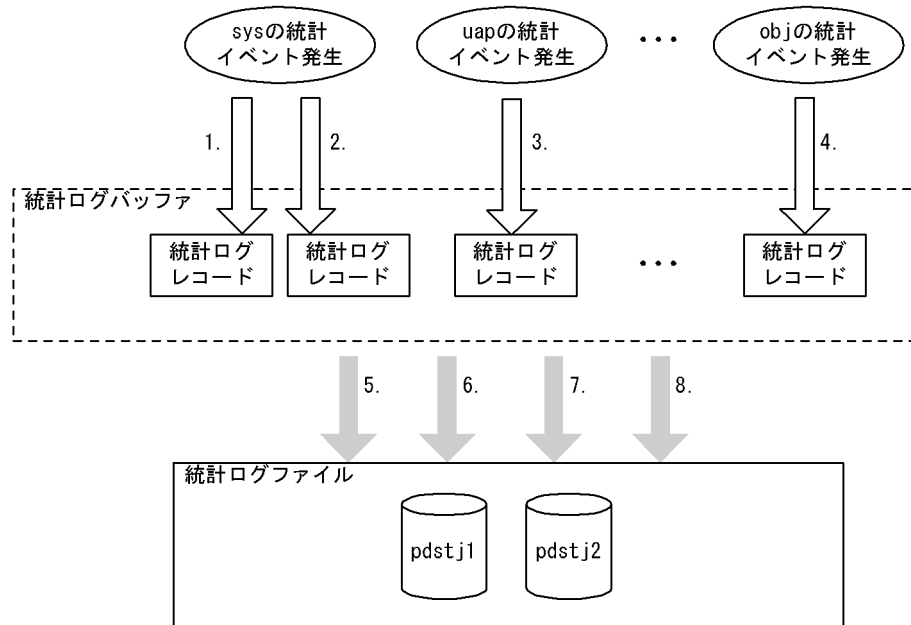 sysの統計
イベント発生
uapの統計
イベント発生
･･･
objの統計
イベント発生
1.
2.
3.
4.
統計ログバッファ
統計ログ
レコード
統計ログ
レコード
統計ログ
レコード
･･･
統計ログ
レコード
5.
6.
7.
8.
統計ログファイル
pdstj1
pdstj2